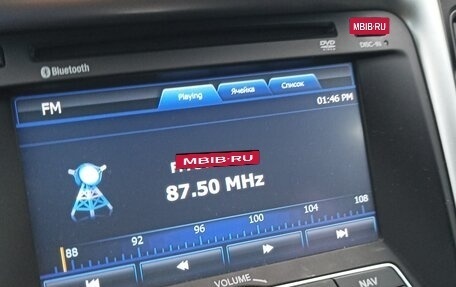 MBIB·RU
DVD
DISC-IN
Bluetooth
FM
Playing
Ячейка
Список
01:46 PM
MBIB·RU
87.50 MHz
88 92 96 100 104 108
VOLUME
NAV